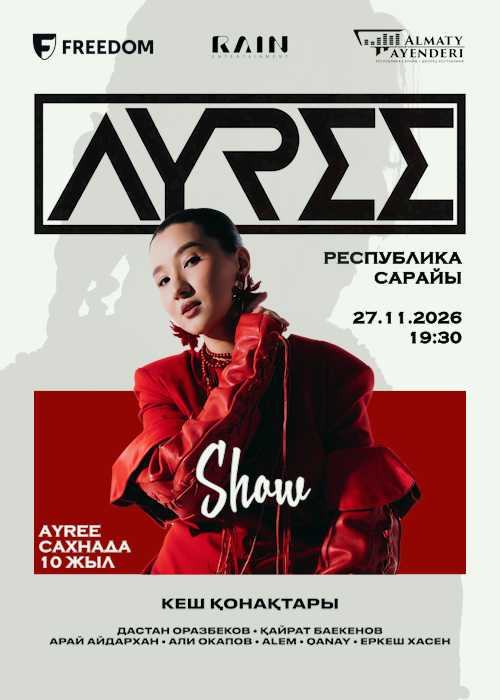 FREEDOM
RAIN
ENTERTAINMENT
ALMATY
AYENDERI
AYREE
РЕСПУБЛИКА
САРАЙЫ
27.11.2026
19:30
Show
AYREE
САХНАДА
10 ЖЫЛ
КЕШ ҚОНАҚТАРЫ
ДАСТАН ОРАЗБЕКОВ • ҚАЙРАТ БАЕКЕНОВ
АРАЙ АЙДАРХАН • АЛИ ОКАПОВ • ALEM • QANAY • ЕРКЕШ ХАСЕН